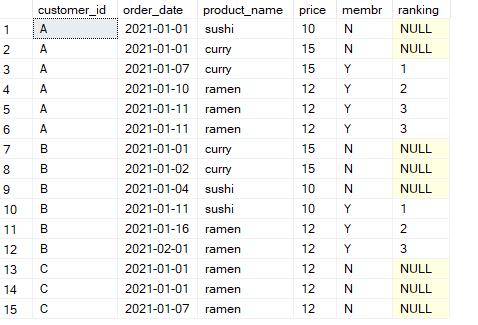 customer_id order_date product_name price membr ranking
1 A 2021-01-01 sushi 10 N NULL
2 A 2021-01-01 curry 15 N NULL
3 A 2021-01-07 curry 15 Y 1
4 A 2021-01-10 ramen 12 Y 2
5 A 2021-01-11 ramen 12 Y 3
6 A 2021-01-11 ramen 12 Y 3
7 B 2021-01-01 curry 15 N NULL
8 B 2021-01-02 curry 15 N NULL
9 B 2021-01-04 sushi 10 N NULL
10 B 2021-01-11 sushi 10 Y 1
11 B 2021-01-16 ramen 12 Y 2
12 B 2021-02-01 ramen 12 Y 3
13 C 2021-01-01 ramen 12 N NULL
14 C 2021-01-01 ramen 12 N NULL
15 C 2021-01-07 ramen 12 N NULL